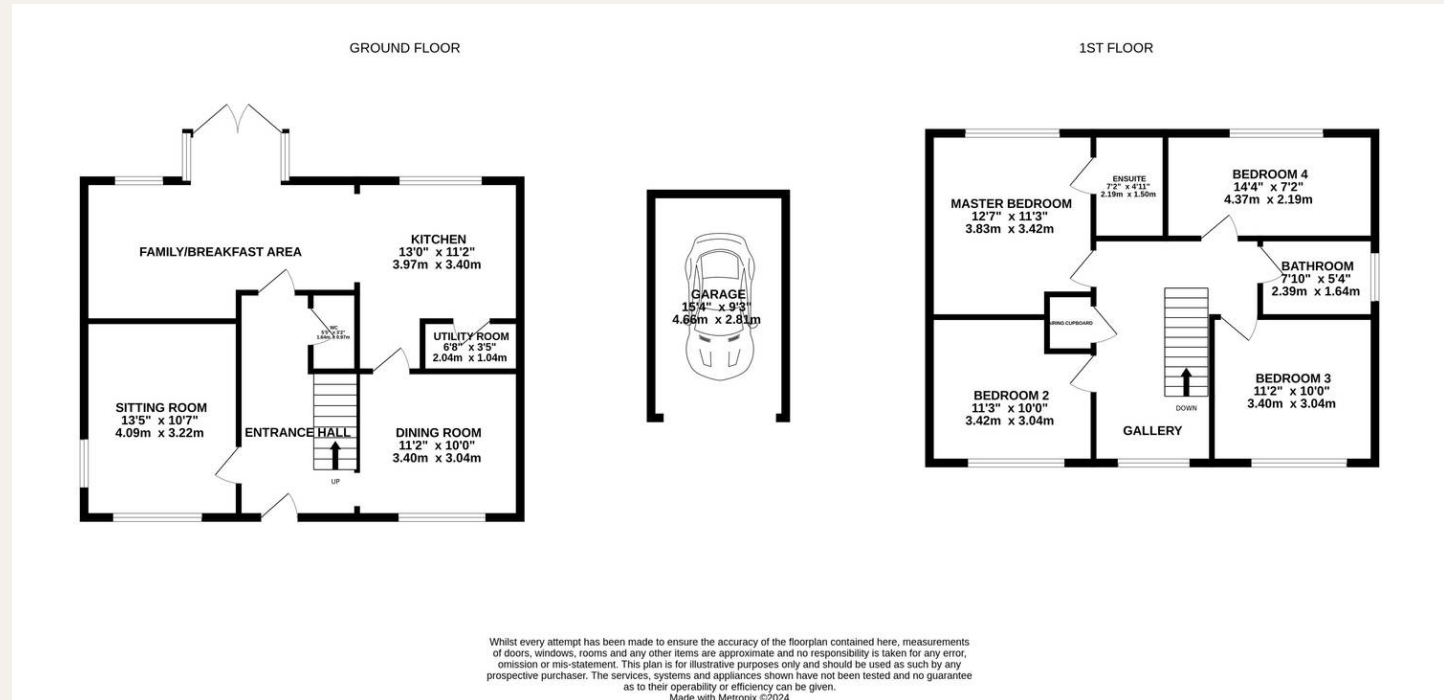 GROUND FLOOR
FAMILY/BREAKFAST AREA
KITCHEN
13'0" x 11'2"
3.97m x 3.40m
WC
UTILITY ROOM
6'8" x 3'5"
2.04m x 1.04m
SITTING ROOM
13'5" x 10'7"
4.09m x 3.22m
ENTRANCE HALL
UP
DINING ROOM
11'2" x 10'0"
3.40m x 3.04m
GARAGE
15'4" x 9'3"
4.66m x 2.81m
1ST FLOOR
MASTER BEDROOM
12'7" x 11'3"
3.83m x 3.42m
ENSUITE
7'2" x 4'11"
2.19m x 1.50m
BEDROOM 4
14'4" x 7'2"
4.37m x 2.19m
BATHROOM
7'10" x 5'4"
2.39m x 1.64m
CUPBOARD
BEDROOM 2
11'3" x 10'0"
3.42m x 3.04m
DOWN
GALLERY
BEDROOM 3
11'2" x 10'0"
3.40m x 3.04m
Whilst every attempt has been made to ensure the accuracy of the floorplan contained here, measurements
of doors, windows, rooms and any other items are approximate and no responsibility is taken for any error,
omission or mis-statement. This plan is for illustrative purposes only and should be used as such by any
prospective purchaser. The services, systems and appliances shown have not been tested and no guarantee
as to their operability or efficiency can be given.
Made with Metropix ©2024